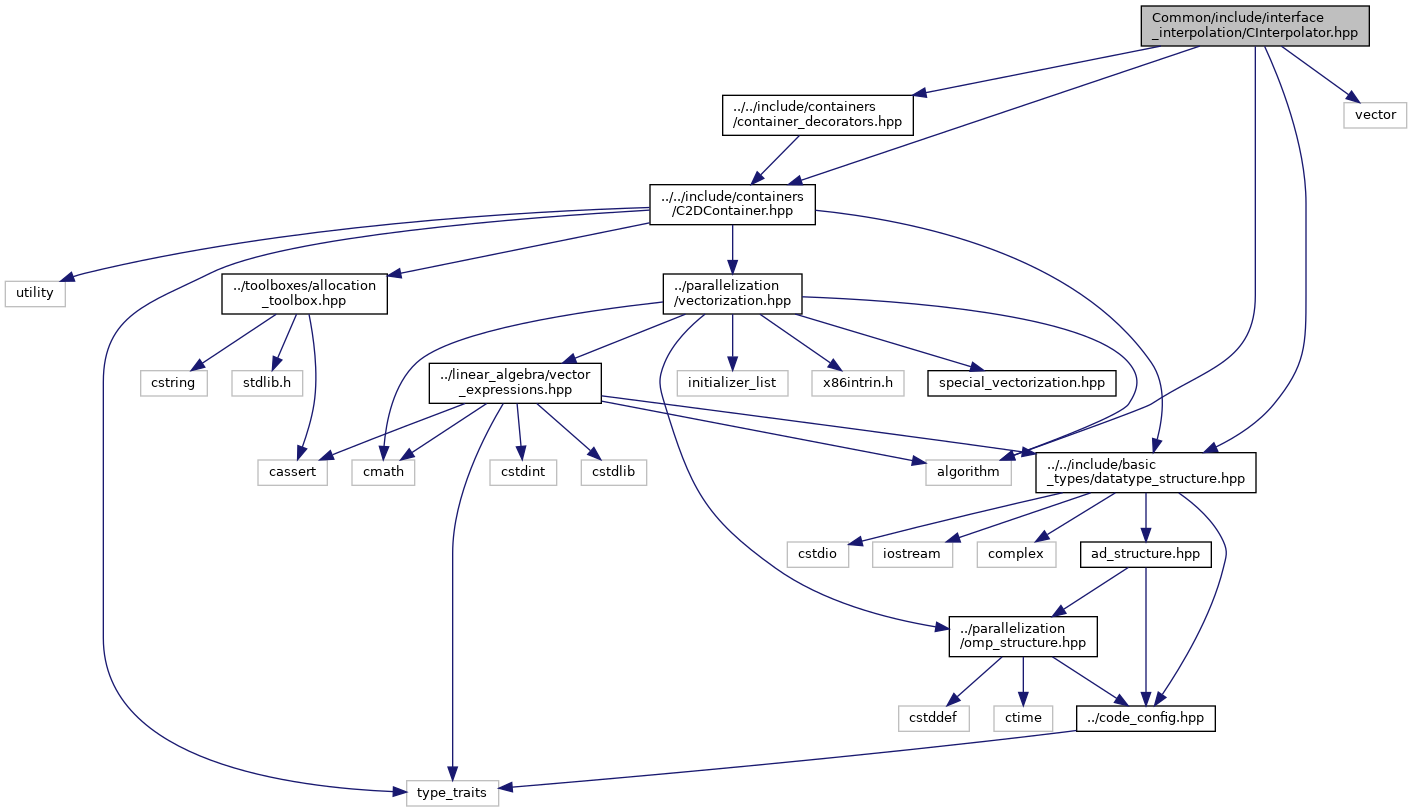 Common/include/interface
_interpolation/CInterpolator.hpp
../../include/containers
/container_decorators.hpp
vector
../../include/containers
/C2DContainer.hpp
utility
../toolboxes/allocation
_toolbox.hpp
../parallelization
/vectorization.hpp
cstring
stdlib.h
../linear_algebra/vector
_expressions.hpp
initializer_list
x86intrin.h
special_vectorization.hpp
cassert
cmath
cstdint
cstdlib
algorithm
../../include/basic
_types/datatype_structure.hpp
cstdio
iostream
complex
ad_structure.hpp
../parallelization
/omp_structure.hpp
cstddef
ctime
../code_config.hpp
type_traits